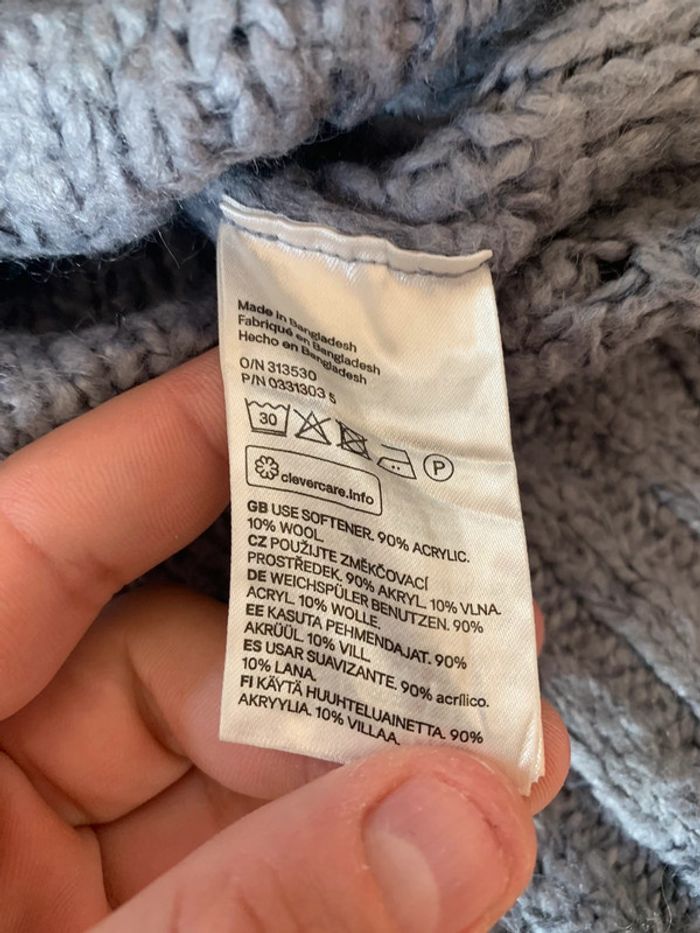 Made in Bangladesh
Fabriqué en Bangladesh
Hecho en Bangladesh
O/N 313530
P/N 0331303 5
30
P
clevercare.info
GB USE SOFTENER. 90% ACRYLIC.
10% WOOL.
CZ POUŽIJTE ZMĚKČOVACÍ
PROSTŘEDEK. 90% AKRYL. 10% VLNA.
DE WEICHSPÜLER BENUTZEN. 90%
ACRYL. 10% WOLLE.
EE KASUTA PEHMENDAJAT. 90%
AKRÜÜL. 10% VILL
ES USAR SUAVIZANTE. 90% acrílico.
10% LANA.
FI KÄYTÄ HUUHTELUAINETTA. 90%
AKRYYLIA. 10% VILLAA.